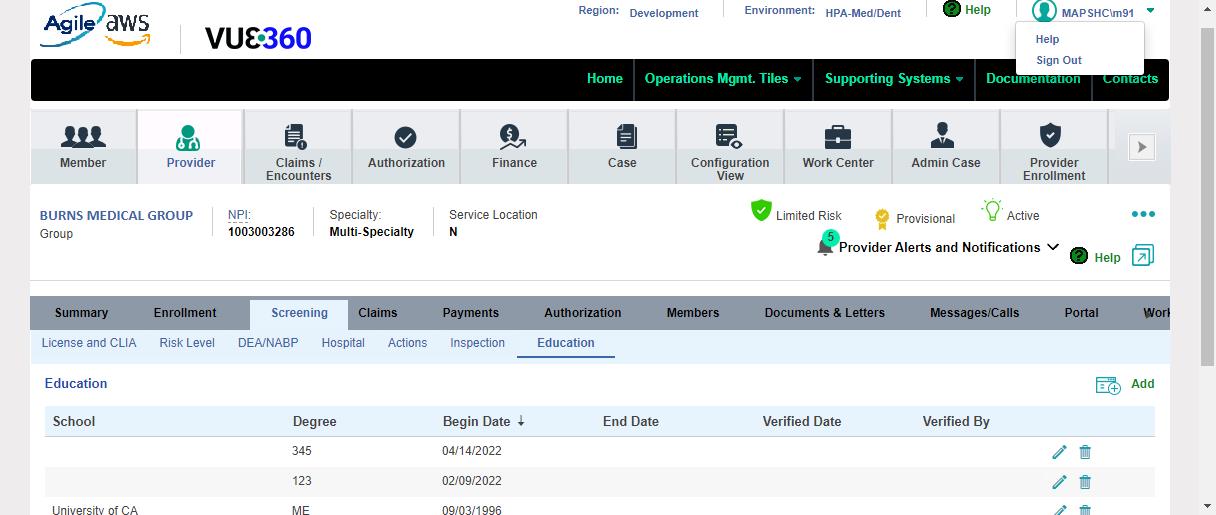 Agile aws
VU3•360
Region: Development
Environment: HPA-Med/Dent
? Help
MAPSHC\m91
Help
Sign Out
Home
Operations Mgmt. Tiles
Supporting Systems
Documentation
Contacts
Member
Provider
Claims /
Encounters
Authorization
Finance
Case
Configuration
View
Work Center
Admin Case
Provider
Enrollment
BURNS MEDICAL GROUP
Group
NPI:
1003003286
Specialty:
Multi-Specialty
Service Location
N
Limited Risk
Provisional
Active
5
Provider Alerts and Notifications
? Help
Summary
Enrollment
Screening
Claims
Payments
Authorization
Members
Documents & Letters
Messages/Calls
Portal
Work
License and CLIA
Risk Level
DEA/NABP
Hospital
Actions
Inspection
Education
Education
Add
School Degree Begin Date ↓ End Date Verified Date Verified By
345 04/14/2022
123 02/09/2022
University of CA ME 09/03/1996